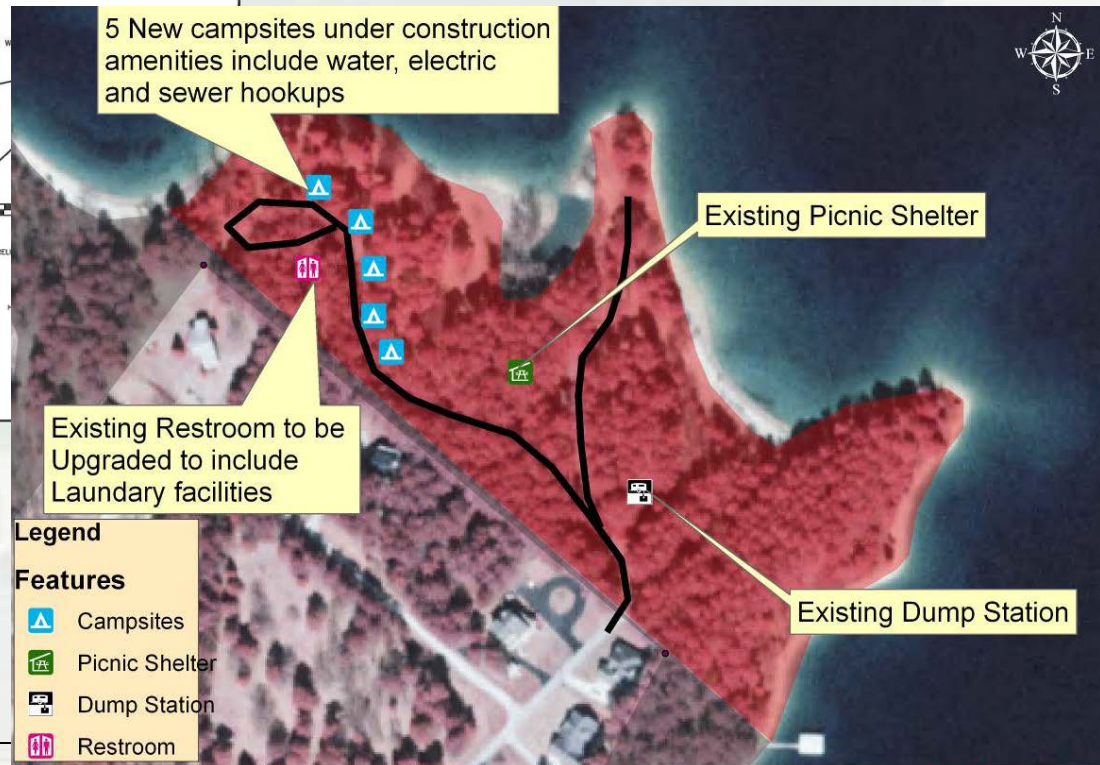 5 New campsites under construction
amenities include water, electric
and sewer hookups
N
W
E
S
Existing Picnic Shelter
Existing Restroom to be
Upgraded to include
Laundary facilities
Existing Dump Station
Legend
Features
Campsites
Picnic Shelter
Dump Station
Restroom